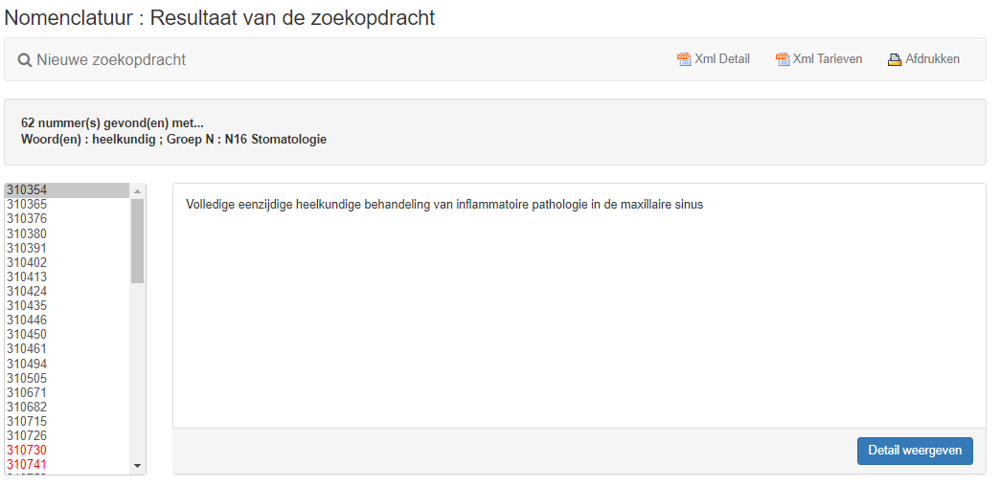 Nomenclatuur : Resultaat van de zoekopdracht
Nieuwe zoekopdracht
Xml Detail
Xml Tarieven
Afdrukken
62 nummer(s) gevond(en) met...
Woord(en) : heelkundig ; Groep N : N16 Stomatologie
310354
310365
310376
310380
310391
310402
310413
310424
310435
310446
310450
310461
310494
310505
310671
310682
310715
310726
310730
310741
Volledige eenzijdige heelkundige behandeling van inflammatoire pathologie in de maxillaire sinus
Detail weergeven